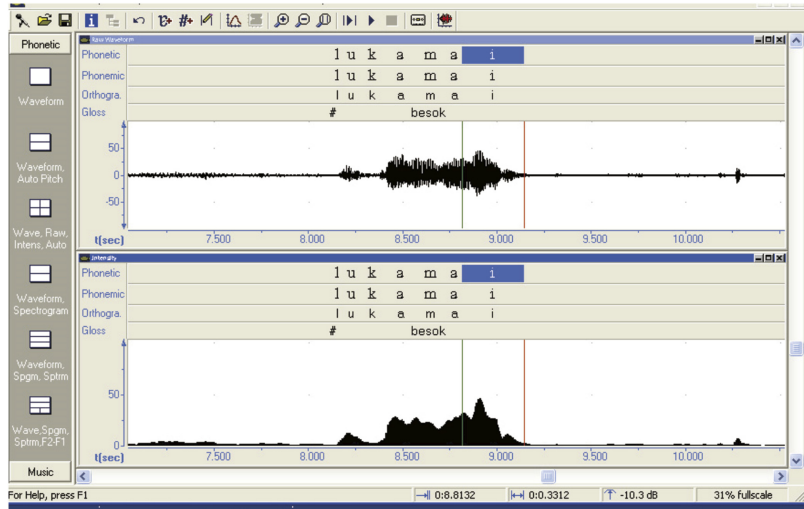 Phonetic
Waveform
Waveform,
Auto Pitch
Wave, Raw,
Intens, Auto
Waveform,
Spectrogram
Waveform,
Spgm, Sptrm
Wave,Spgm,
Sptrm,F2-F1
Music
Raw Waveform
Phonetic l u k a m a i
Phonemic l u k a m a i
Orthogra. l u k a m a i
Gloss # besok
50
0
-50
t(sec) 7.500 8.000 8.500 9.000 9.500 10.000
Intensity
Phonetic l u k a m a i
Phonemic l u k a m a i
Orthogra. l u k a m a i
Gloss # besok
50
0
t(sec) 7.500 8.000 8.500 9.000 9.500 10.000
For Help, press F1 0:8.8132 0:0.3312 -10.3 dB 31% fullscale